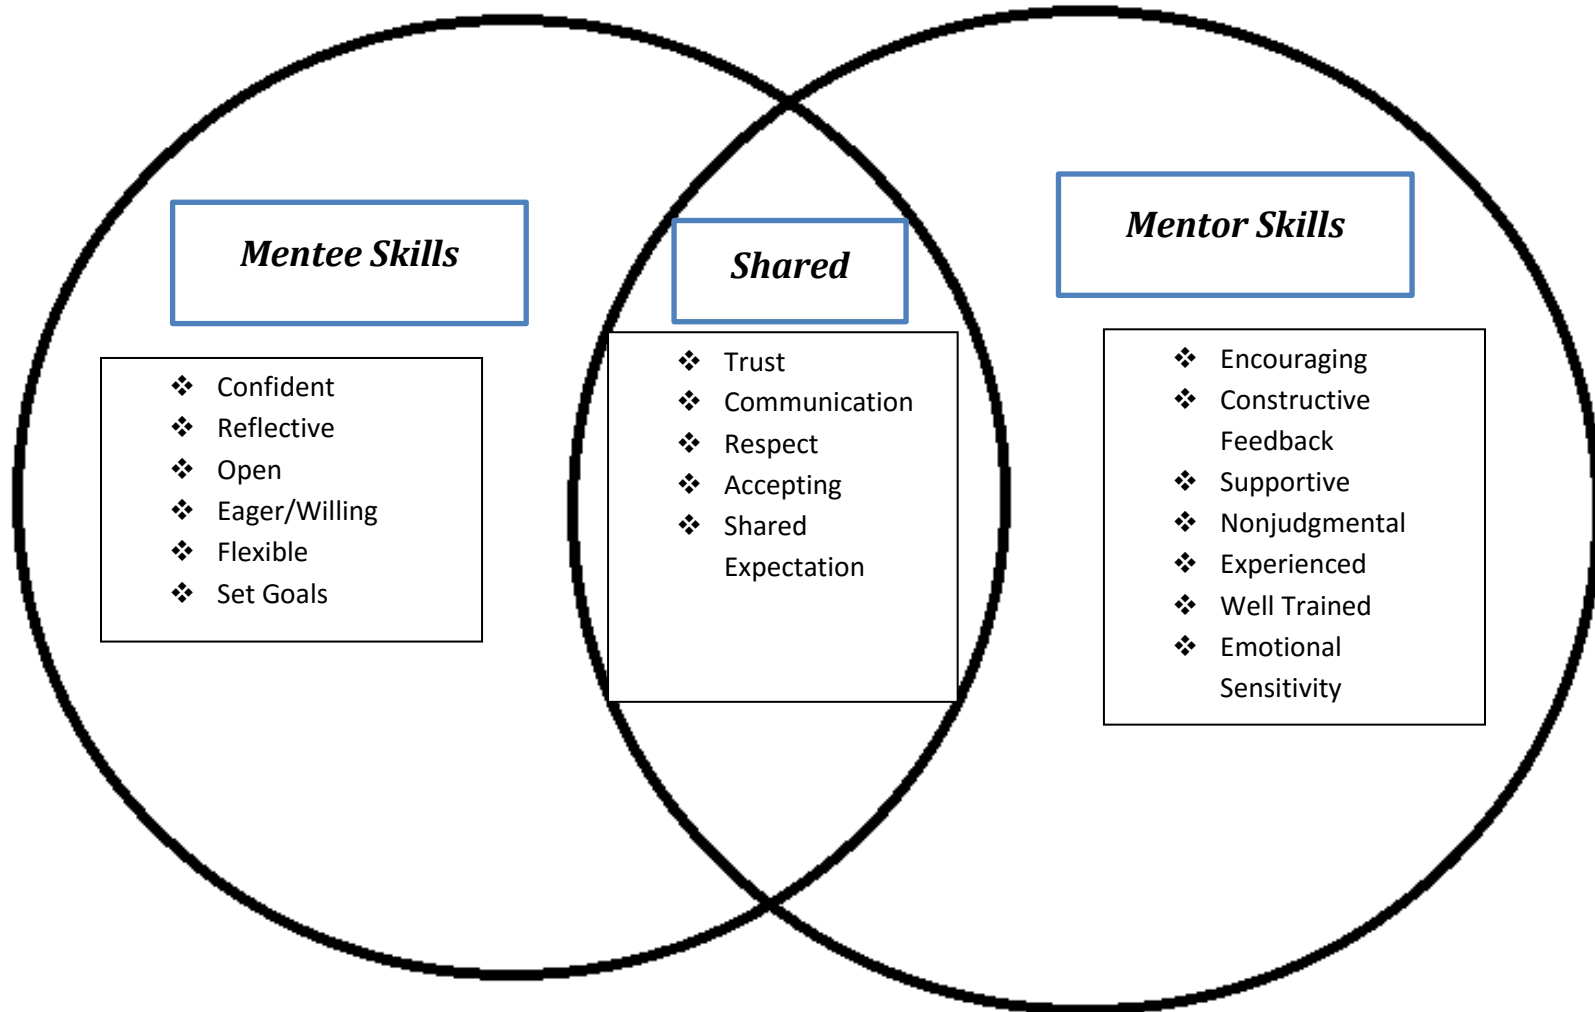 Mentee Skills
❖ Confident
❖ Reflective
❖ Open
❖ Eager/Willing
❖ Flexible
❖ Set Goals
Shared
❖ Trust
❖ Communication
❖ Respect
❖ Accepting
❖ Shared
Expectation
Mentor Skills
❖ Encouraging
❖ Constructive
Feedback
❖ Supportive
❖ Nonjudgmental
❖ Experienced
❖ Well Trained
❖ Emotional
Sensitivity